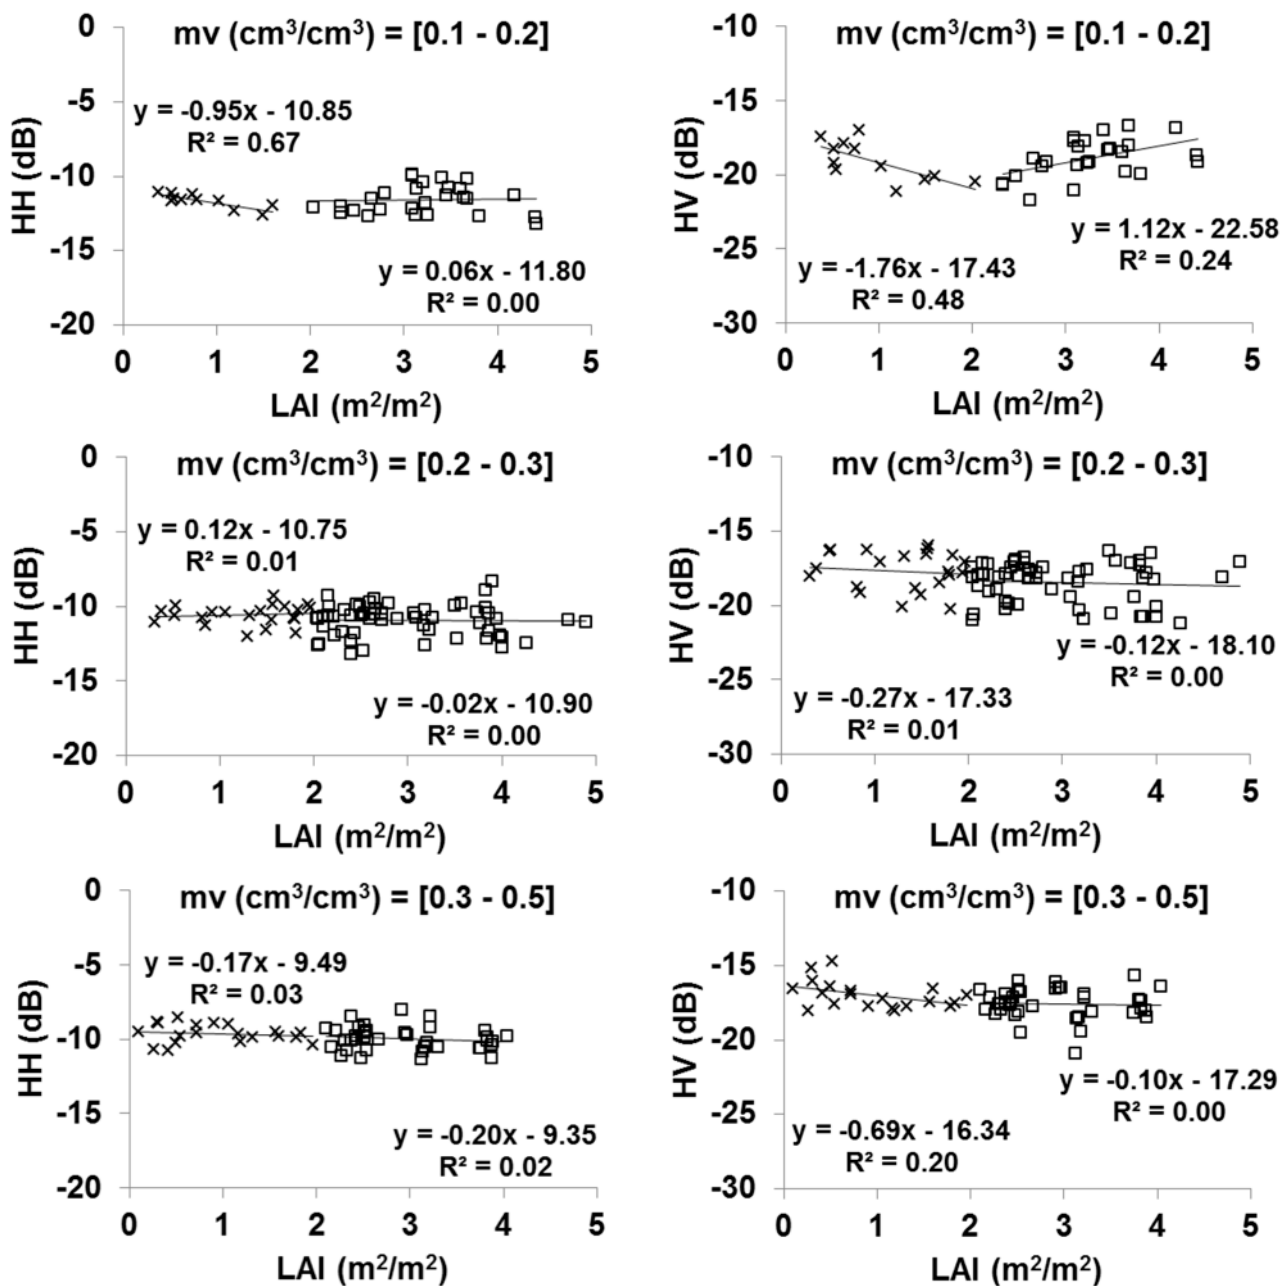 mv (cm³/cm³) = [0.1 - 0.2]
0
-5
-10
-15
-20
HH (dB)
y = -0.95x - 10.85
R² = 0.67
y = 0.06x - 11.80
R² = 0.00
0 1 2 3 4 5
LAI (m²/m²)
mv (cm³/cm³) = [0.1 - 0.2]
-10
-15
-20
-25
-30
HV (dB)
y = -1.76x - 17.43
R² = 0.48
y = 1.12x - 22.58
R² = 0.24
0 1 2 3 4 5
LAI (m²/m²)
mv (cm³/cm³) = [0.2 - 0.3]
0
-5
-10
-15
-20
HH (dB)
y = 0.12x - 10.75
R² = 0.01
y = -0.02x - 10.90
R² = 0.00
0 1 2 3 4 5
LAI (m²/m²)
mv (cm³/cm³) = [0.2 - 0.3]
-10
-15
-20
-25
-30
HV (dB)
y = -0.27x - 17.33
R² = 0.01
y = -0.12x - 18.10
R² = 0.00
0 1 2 3 4 5
LAI (m²/m²)
mv (cm³/cm³) = [0.3 - 0.5]
0
-5
-10
-15
-20
HH (dB)
y = -0.17x - 9.49
R² = 0.03
y = -0.20x - 9.35
R² = 0.02
0 1 2 3 4 5
LAI (m²/m²)
mv (cm³/cm³) = [0.3 - 0.5]
-10
-15
-20
-25
-30
HV (dB)
y = -0.69x - 16.34
R² = 0.20
y = -0.10x - 17.29
R² = 0.00
0 1 2 3 4 5
LAI (m²/m²)